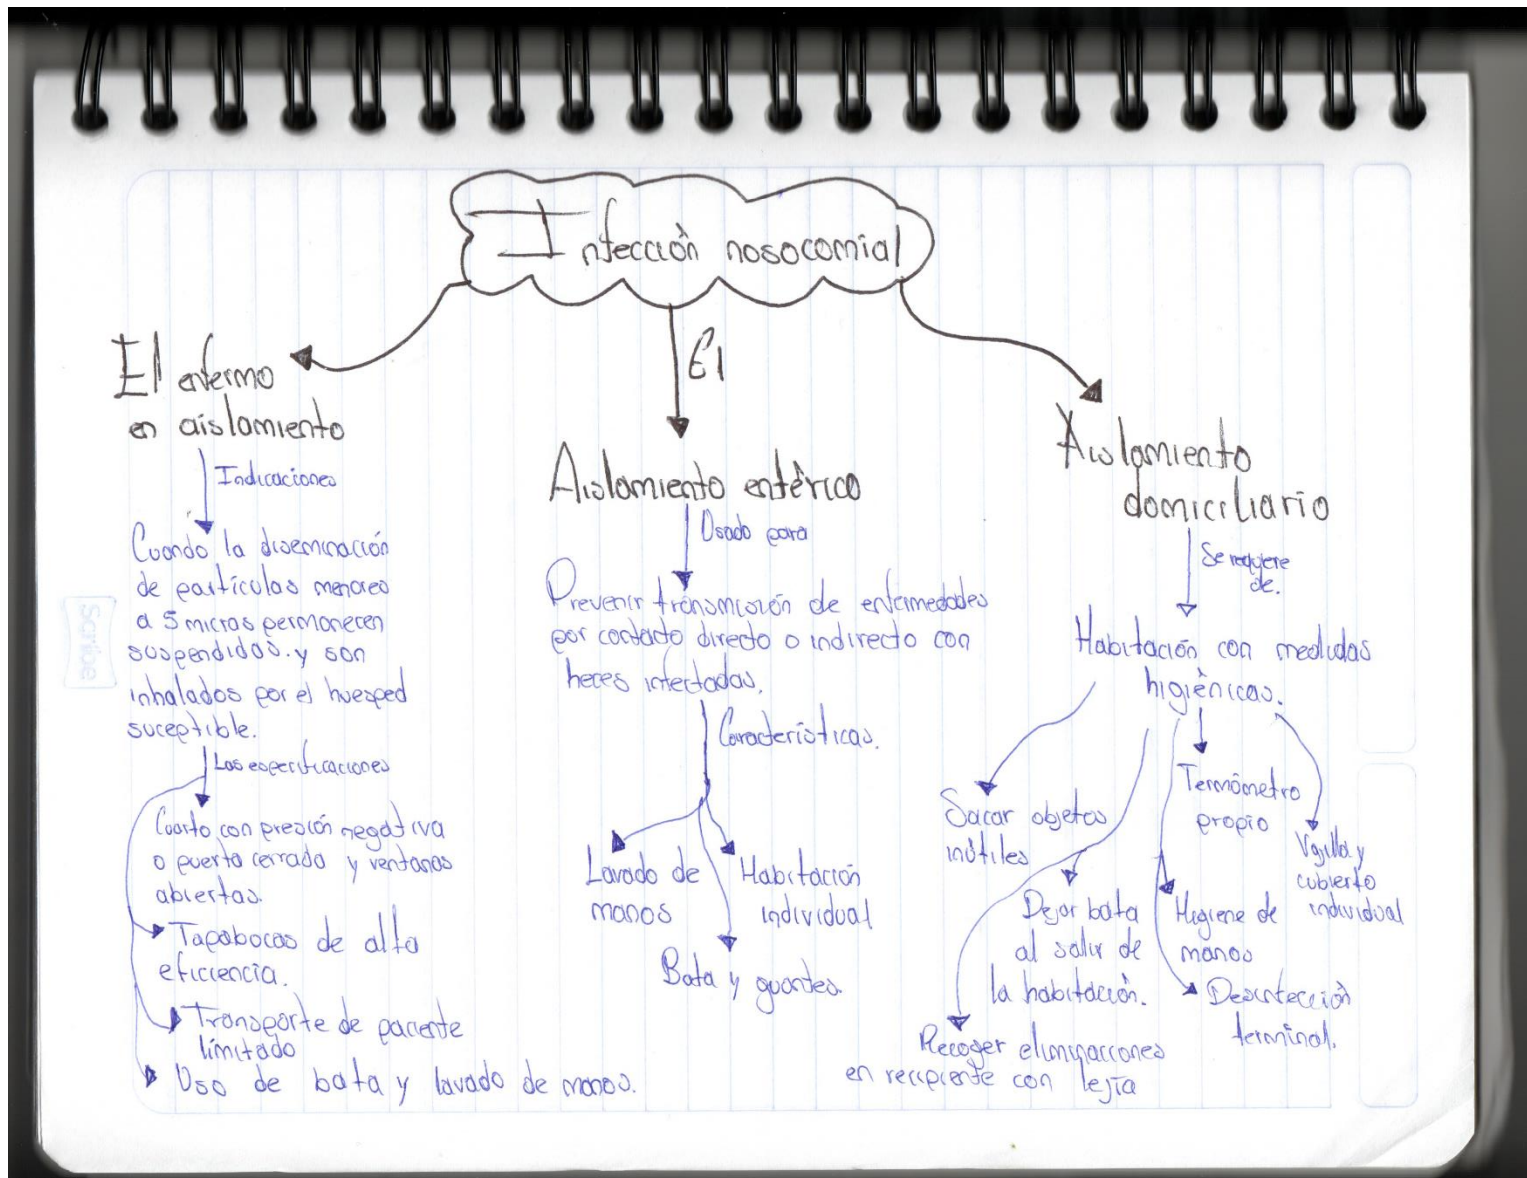 Infección nosocomial
El enfermo
en aislamiento
Indicaciones
Cuando la diseminación
de partículas menores
a 5 micras permanecen
suspendidas. y son
inhalados por el huesped
suceptible.
Las especificaciones
Cuarto con presión negativa
o puerta cerrada y ventanas
abiertas.
Tapabocas de alta
eficiencia.
Transporte de paciente
limitado
Uso de bata y lavado de manos.
El
Aislamiento entérico
Usado para
Prevenir transmisión de enfermedades
por contacto directo o indirecto con
heces infectadas.
Características.
Lavado de
manos
Habitación
individual
Bata y guantes.
Aislamiento
domiciliario
Se requiere
de.
Habitación con medidas
higiénicas.
Sacar objetos
inútiles
Termómetro
propio
Vajilla y
cubierto
individual
Dejar bata
al salir de
la habitación.
Higiene de
manos
Desinfección
terminal.
Recoger eliminaciones
en recipiente con lejía
Scribe